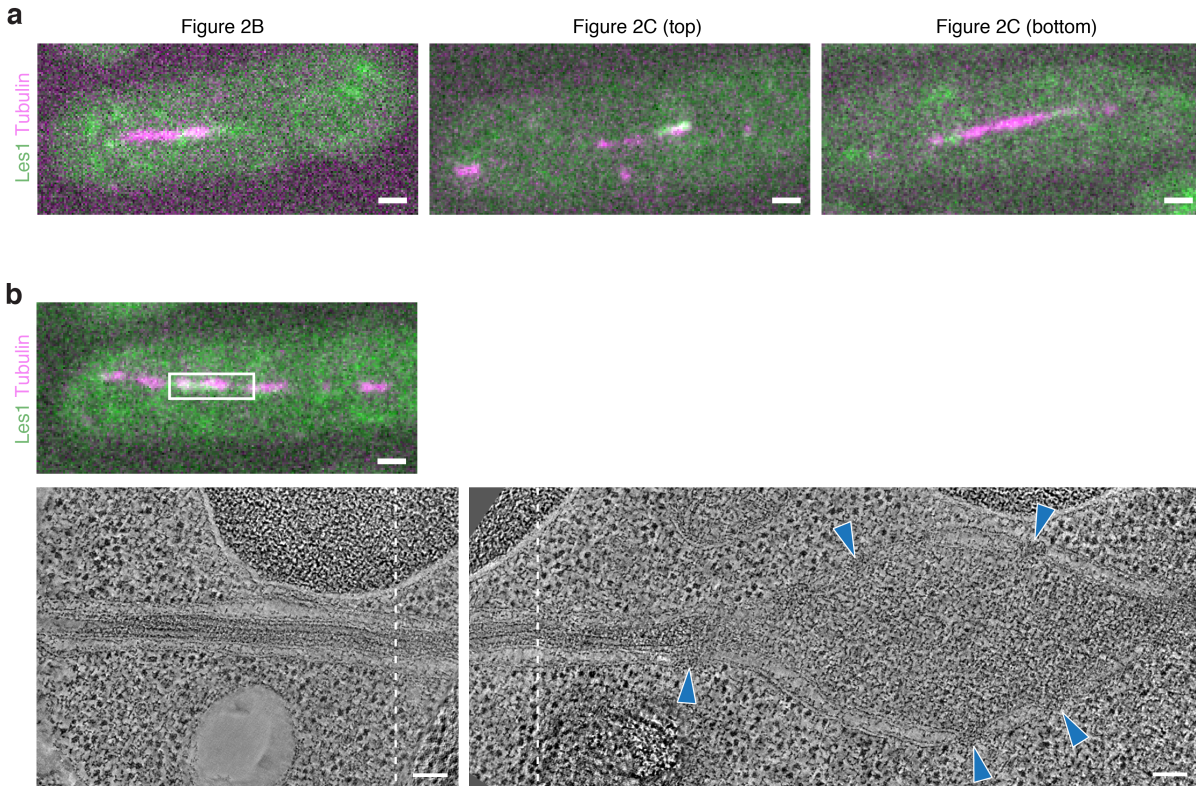 a
Figure 2B
Figure 2C (top)
Figure 2C (bottom)
Les1 Tubulin
b
Les1 Tubulin